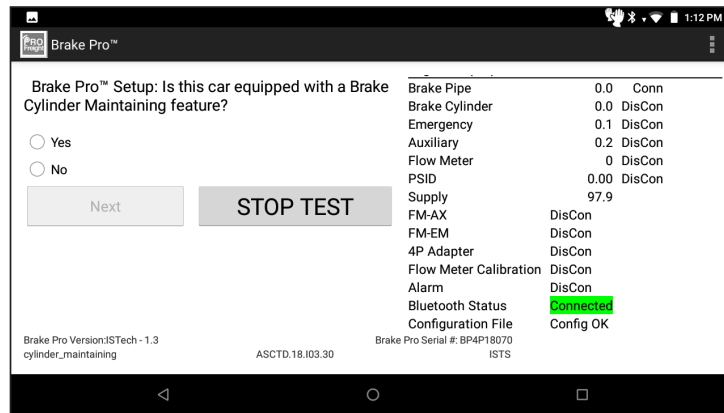 1:12 PM
PRO
Freight
Brake Pro™
Brake Pro™ Setup: Is this car equipped with a Brake
Cylinder Maintaining feature?
Yes
No
Next
STOP TEST
Brake Pipe 0.0 Conn
Brake Cylinder 0.0 DisCon
Emergency 0.1 DisCon
Auxiliary 0.2 DisCon
Flow Meter 0 DisCon
PSID 0.00 DisCon
Supply 97.9
FM-AX DisCon
FM-EM DisCon
4P Adapter DisCon
Flow Meter Calibration DisCon
Alarm DisCon
Bluetooth Status Connected
Configuration File Config OK
Brake Pro Version:ISTech - 1.3 Brake Pro Serial #: BP4P18070
cylinder_maintaining ASCTD.18.I03.30 ISTS